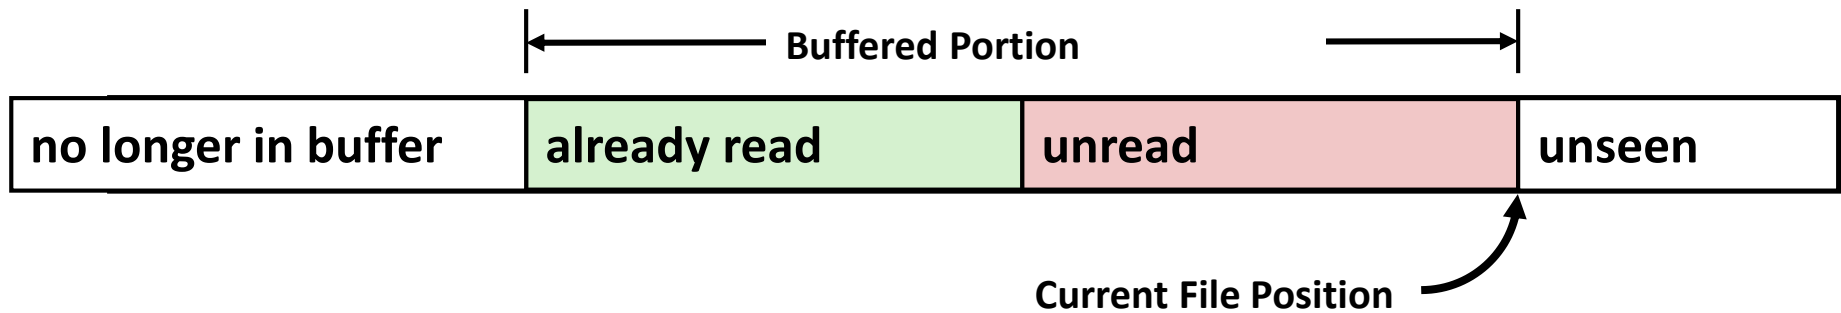 Buffered Portion
no longer in buffer
already read
unread
unseen
Current File Position